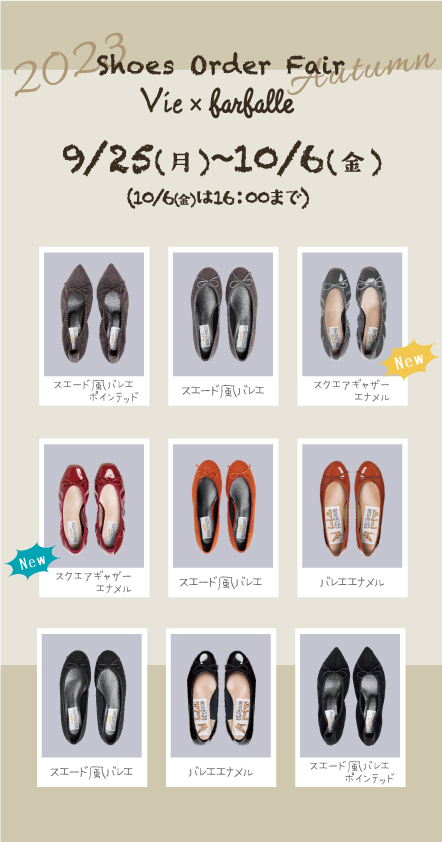 2023
Shoes Order Fair
Autumn
Vie × farfalle
9/25(月)~10/6(金)
(10/6(金)は16:00まで)
スエード風バレエ
ポインテッド
スエード風バレエ
スクエアギャザー
エナメル
New
New
スクエアギャザー
エナメル
スエード風バレエ
バレエエナメル
スエード風バレエ
バレエエナメル
スエード風バレエ
ポインテッド